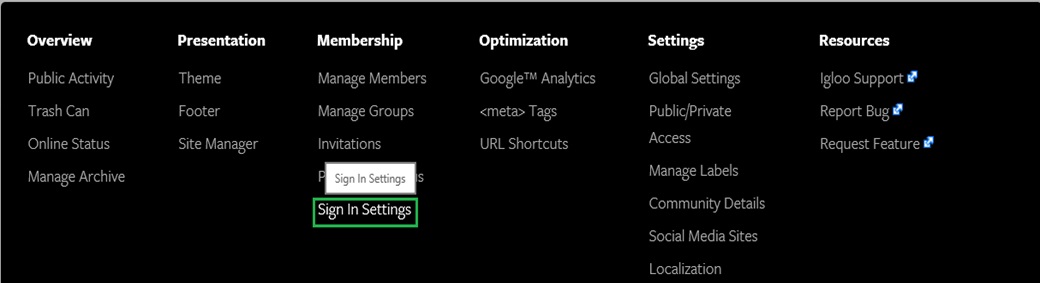 Overview
Public Activity
Trash Can
Online Status
Manage Archive
Presentation
Theme
Footer
Site Manager
Membership
Manage Members
Manage Groups
Invitations
Sign In Settings
Sign In Settings
Optimization
Google™ Analytics
<meta> Tags
URL Shortcuts
Settings
Global Settings
Public/Private
Access
Manage Labels
Community Details
Social Media Sites
Localization
Resources
Igloo Support
Report Bug
Request Feature